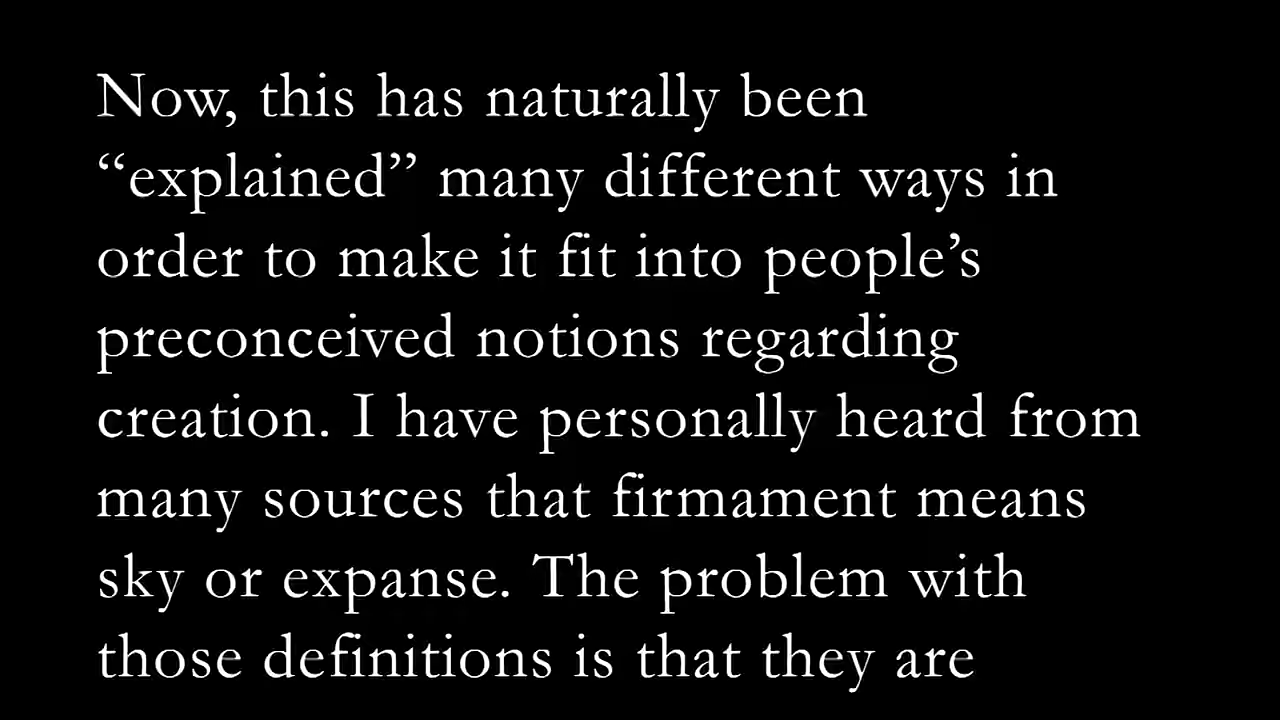 Now, this has naturally been
“explained” many different ways in
order to make it fit into people’s
preconceived notions regarding
creation. I have personally heard from
many sources that firmament means
sky or expanse. The problem with
those definitions is that they are